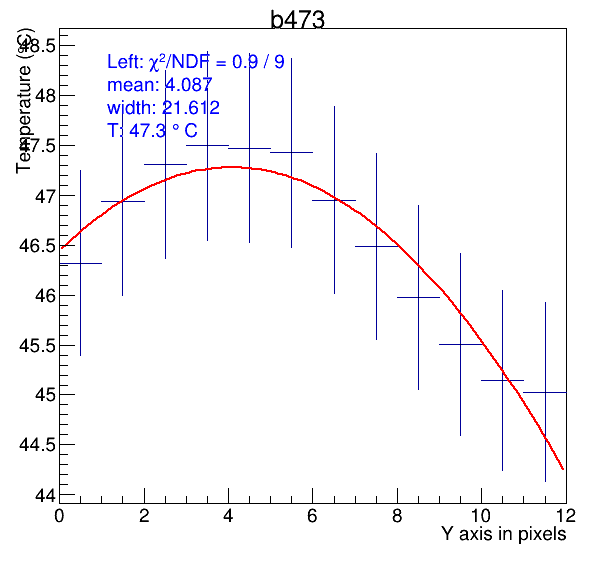 b473
Temperature (°C)
Left: χ²/NDF = 0.9 / 9
mean: 4.087
width: 21.612
T: 47.3 ° C
48.5
48
47.5
47
46.5
46
45.5
45
44.5
44
0 2 4 6 8 10 12
Y axis in pixels